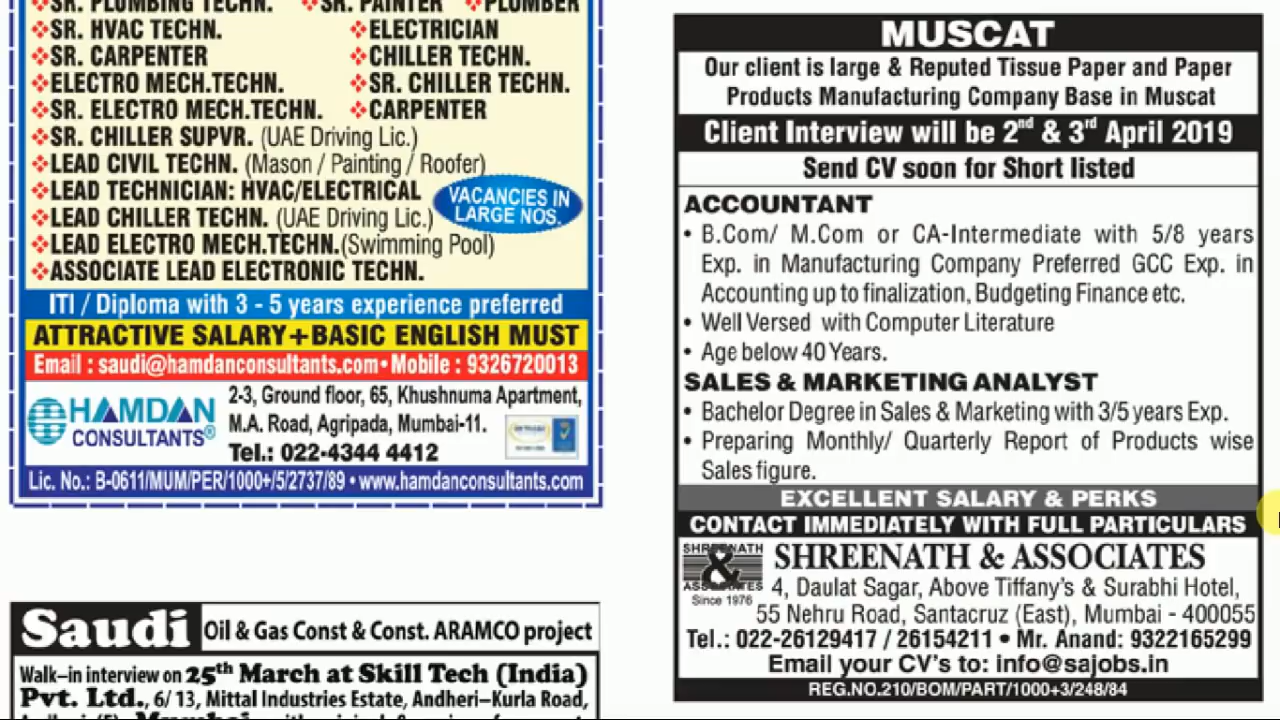 ❖SR. PLUMBING TECHN. ❖SR. PAINTER ❖PLUMBER
❖SR. HVAC TECHN. ❖ELECTRICIAN
❖SR. CARPENTER ❖CHILLER TECHN.
❖ELECTRO MECH.TECHN. ❖SR. CHILLER TECHN.
❖SR. ELECTRO MECH.TECHN. ❖CARPENTER
❖SR. CHILLER SUPVR. (UAE Driving Lic.)
❖LEAD CIVIL TECHN. (Mason / Painting / Roofer)
❖LEAD TECHNICIAN: HVAC/ELECTRICAL
❖LEAD CHILLER TECHN. (UAE Driving Lic.)
❖LEAD ELECTRO MECH.TECHN.(Swimming Pool)
❖ASSOCIATE LEAD ELECTRONIC TECHN.
VACANCIES IN
LARGE NOS.
ITI / Diploma with 3 - 5 years experience preferred
ATTRACTIVE SALARY+BASIC ENGLISH MUST
Email : saudi@hamdanconsultants.com• Mobile : 9326720013
HAMDAN
CONSULTANTS®
2-3, Ground floor, 65, Khushnuma Apartment,
M.A. Road, Agripada, Mumbai-11.
Tel.: 022-4344 4412
Lic. No.: B-0611/MUM/PER/1000+/5/2737/89 • www.hamdanconsultants.com
Saudi Oil & Gas Const & Const. ARAMCO project
Walk-in interview on 25th March at Skill Tech (India)
Pvt. Ltd., 6/ 13, Mittal Industries Estate, Andheri-Kurla Road,
MUSCAT
Our client is large & Reputed Tissue Paper and Paper
Products Manufacturing Company Base in Muscat
Client Interview will be 2nd & 3rd April 2019
Send CV soon for Short listed
ACCOUNTANT
• B.Com/ M.Com or CA-Intermediate with 5/8 years
Exp. in Manufacturing Company Preferred GCC Exp. in
Accounting up to finalization, Budgeting Finance etc.
• Well Versed with Computer Literature
• Age below 40 Years.
SALES & MARKETING ANALYST
• Bachelor Degree in Sales & Marketing with 3/5 years Exp.
• Preparing Monthly/ Quarterly Report of Products wise
Sales figure.
EXCELLENT SALARY & PERKS
CONTACT IMMEDIATELY WITH FULL PARTICULARS
SHREENATH
&
ASSOCIATES
Since 1976
SHREENATH & ASSOCIATES
4, Daulat Sagar, Above Tiffany's & Surabhi Hotel,
55 Nehru Road, Santacruz (East), Mumbai - 400055
Tel.: 022-26129417 / 26154211 • Mr. Anand: 9322165299
Email your CV's to: info@sajobs.in
REG.NO.210/BOM/PART/1000+3/248/84